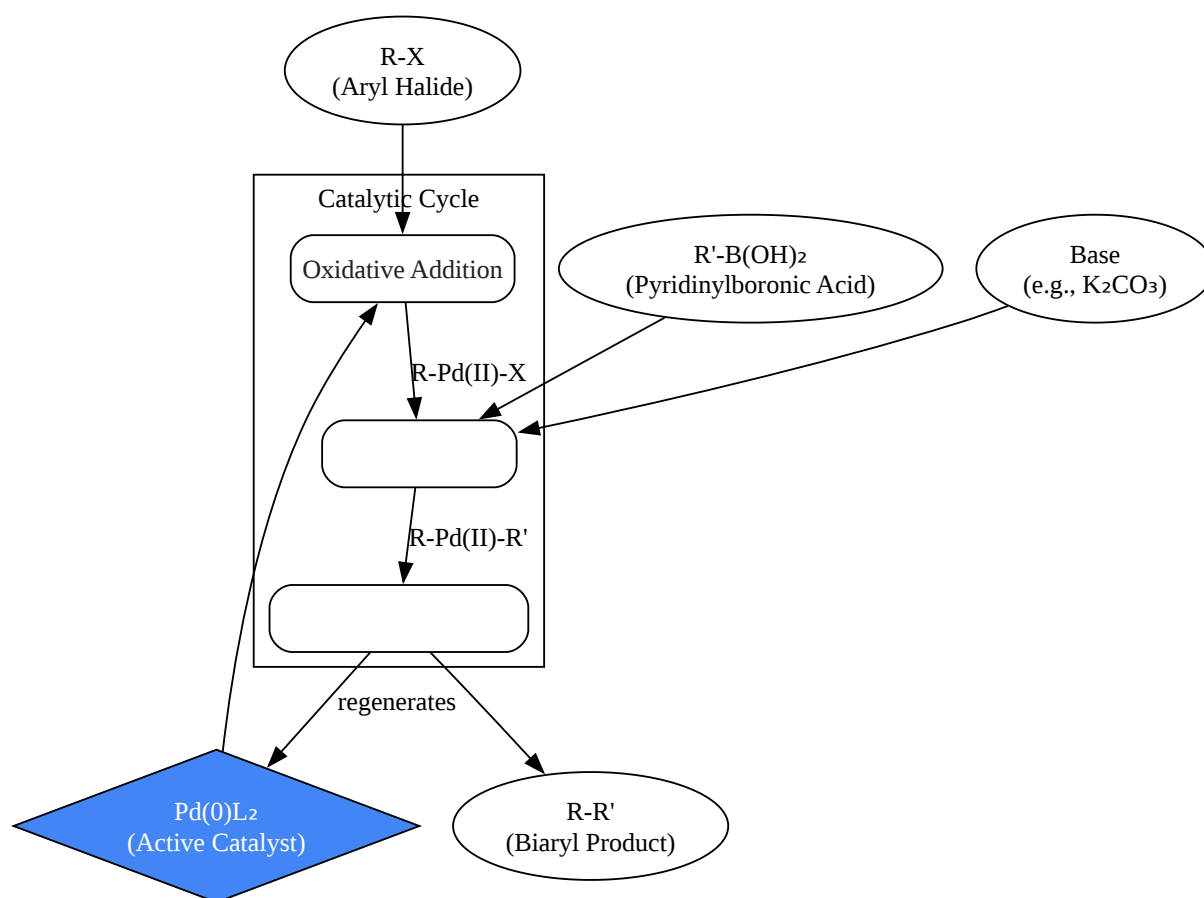 R-X
(Aryl Halide)
Catalytic Cycle
Oxidative Addition
R'-B(OH)₂
(Pyridinylboronic Acid)
Base
(e.g., K₂CO₃)
R-Pd(II)-X
R-Pd(II)-R'
regenerates
Pd(0)L₂
(Active Catalyst)
R-R'
(Biaryl Product)